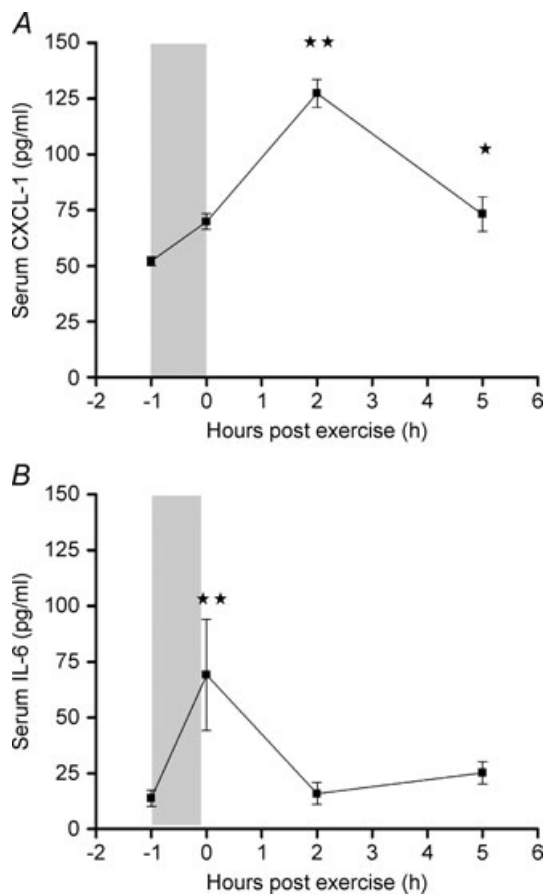 A
150
★★
125
100
★
75
50
25
0
-2 -1 0 1 2 3 4 5 6
Hours post exercise (h)
Serum CXCL-1 (pg/ml)
B
150
125
100
★★
75
50
25
0
-2 -1 0 1 2 3 4 5 6
Hours post exercise (h)
Serum IL-6 (pg/ml)